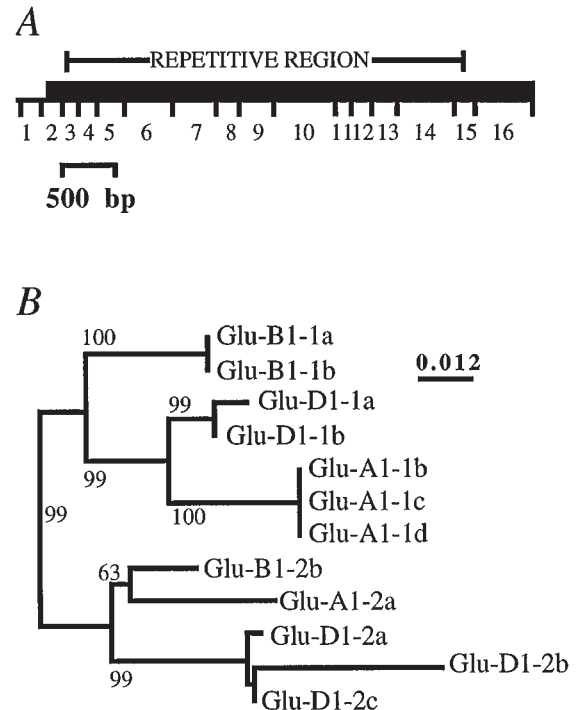 A
REPETITIVE REGION
1 2 3 4 5 6 7 8 9 10 11 12 13 14 15 16
500 bp
B
100
Glu-B1-1a
0.012
Glu-B1-1b
99
Glu-D1-1a
Glu-D1-1b
99
Glu-A1-1b
Glu-A1-1c
100
99
Glu-A1-1d
63
Glu-B1-2b
Glu-A1-2a
Glu-D1-2a
Glu-D1-2b
99
Glu-D1-2c